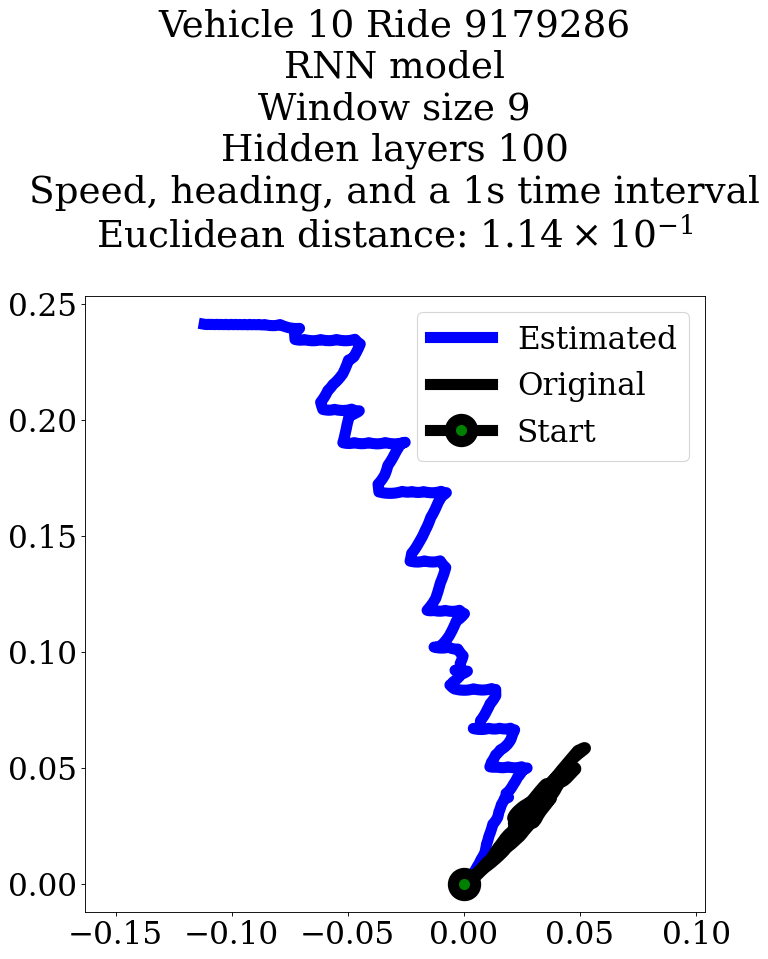 Vehicle 10 Ride 9179286
RNN model
Window size 9
Hidden layers 100
Speed, heading, and a 1s time interval
Euclidean distance: 1.14 × 10⁻¹
0.25
0.20
0.15
0.10
0.05
0.00
Estimated
Original
Start
−0.15 −0.10 −0.05 0.00 0.05 0.10